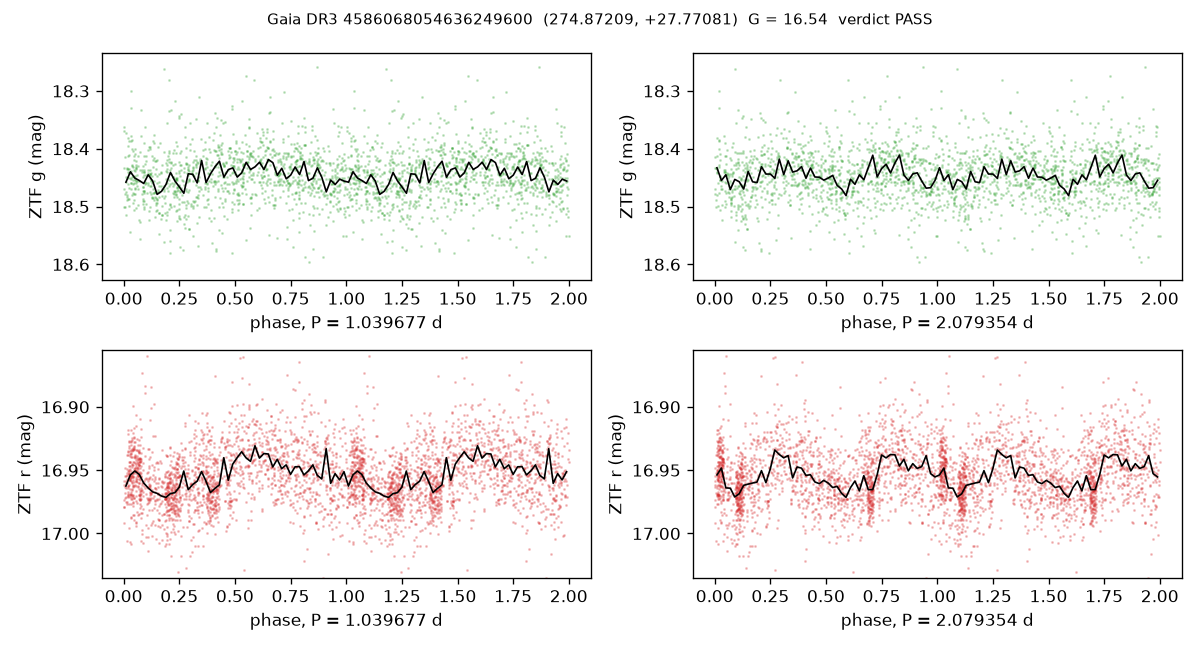 Gaia DR3 4586068054636249600  (274.87209, +27.77081)  G = 16.54  verdict PASS
ZTF g (mag)
18.3
18.4
18.5
18.6
0.00 0.25 0.50 0.75 1.00 1.25 1.50 1.75 2.00
phase, P = 1.039677 d
ZTF g (mag)
18.3
18.4
18.5
18.6
0.00 0.25 0.50 0.75 1.00 1.25 1.50 1.75 2.00
phase, P = 2.079354 d
ZTF r (mag)
16.90
16.95
17.00
0.00 0.25 0.50 0.75 1.00 1.25 1.50 1.75 2.00
phase, P = 1.039677 d
ZTF r (mag)
16.90
16.95
17.00
0.00 0.25 0.50 0.75 1.00 1.25 1.50 1.75 2.00
phase, P = 2.079354 d